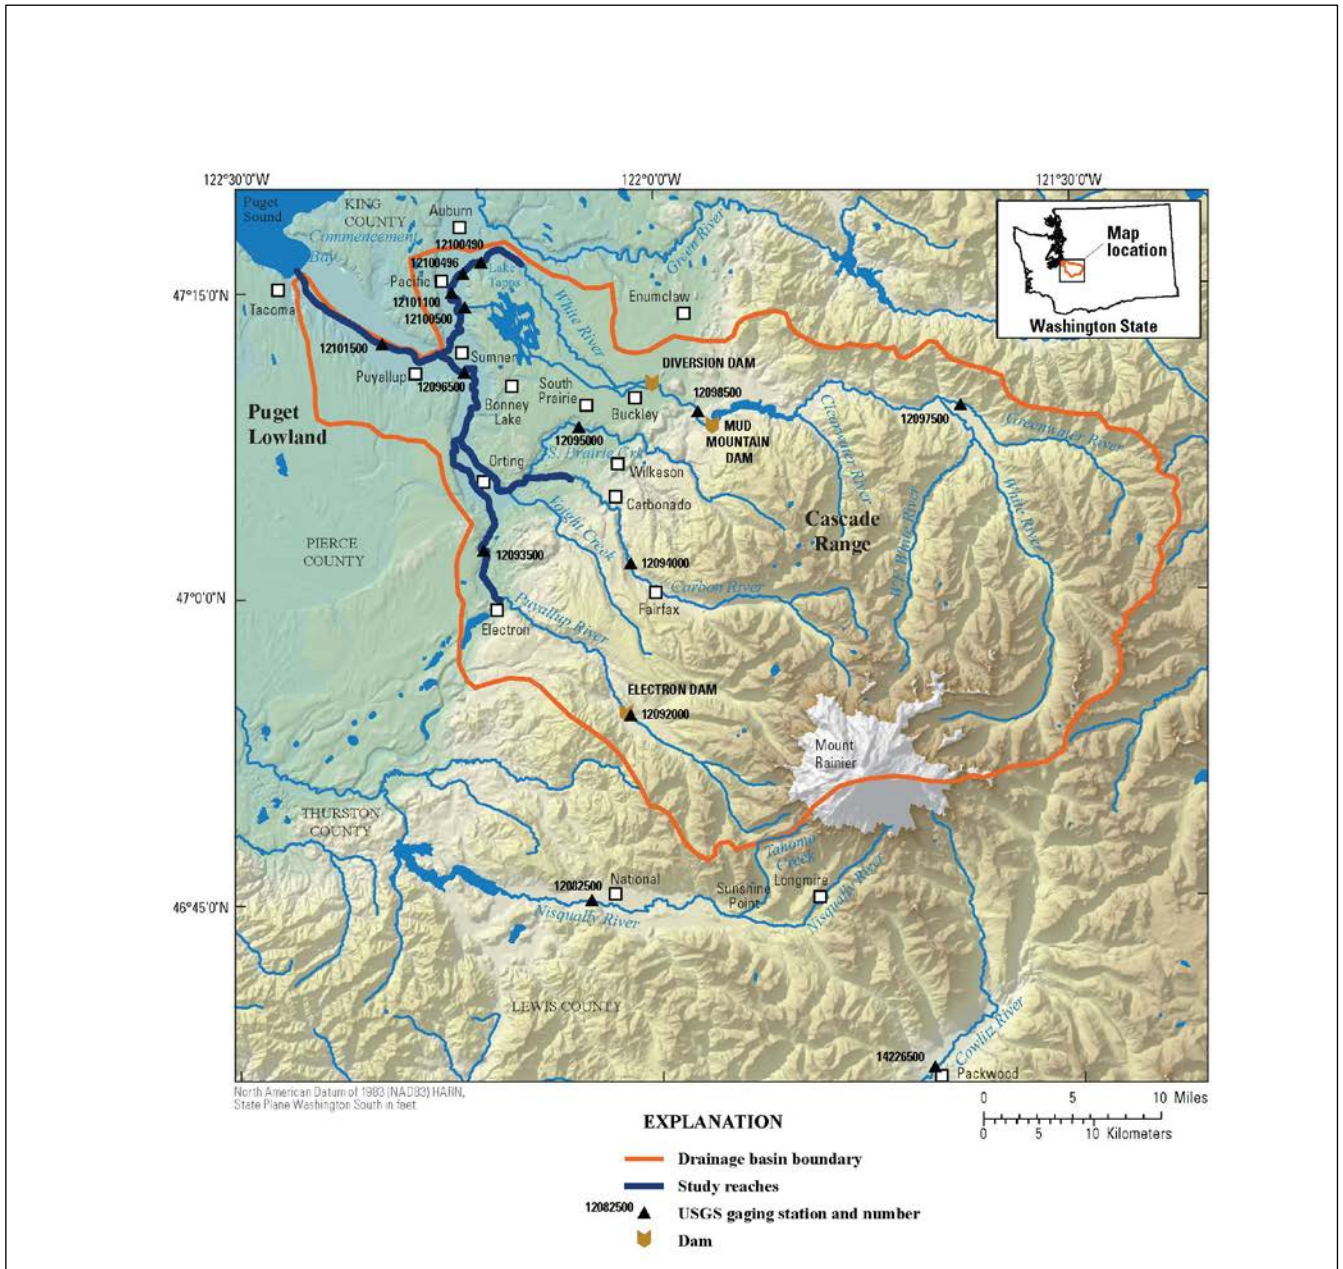 122°30'0"W
122°0'0"W
121°30'0"W
Puget
Sound
KING
COUNTY
Auburn
Commencement
Bay
12100490
12100496
Lake
Tapps
Pacific
Green River
Map
location
Washington State
47°15'0"N
Tacoma
12101100
12100500
White River
Enumclaw
12101500
Sumner
DIVERSION DAM
Puyallup
12096500
Bonney
Lake
South
Prairie
Buckley
12098500
MUD
MOUNTAIN
DAM
Clearwater River
12097500
Greenwater River
Puget
Lowland
12095000
S. Prairie Crk
Wilkeson
Orting
Carbonado
Voight Creek
Cascade
Range
W.F. White River
White River
PIERCE
COUNTY
12093500
12094000
Carbon River
47°0'0"N
Fairfax
Electron
Puyallup River
ELECTRON DAM
12092000
Mount
Rainier
THURSTON
COUNTY
Tahoma
Creek
National
12082500
Sunshine
Point
Longmire
Nisqually River
46°45'0"N
Nisqually River
LEWIS COUNTY
Cowlitz River
14226500
Packwood
North American Datum of 1983 (NAD83) HARN,
State Plane Washington South in feet
0 5 10 Miles
0 5 10 Kilometers
EXPLANATION
Drainage basin boundary
Study reaches
12082500 USGS gaging station and number
Dam